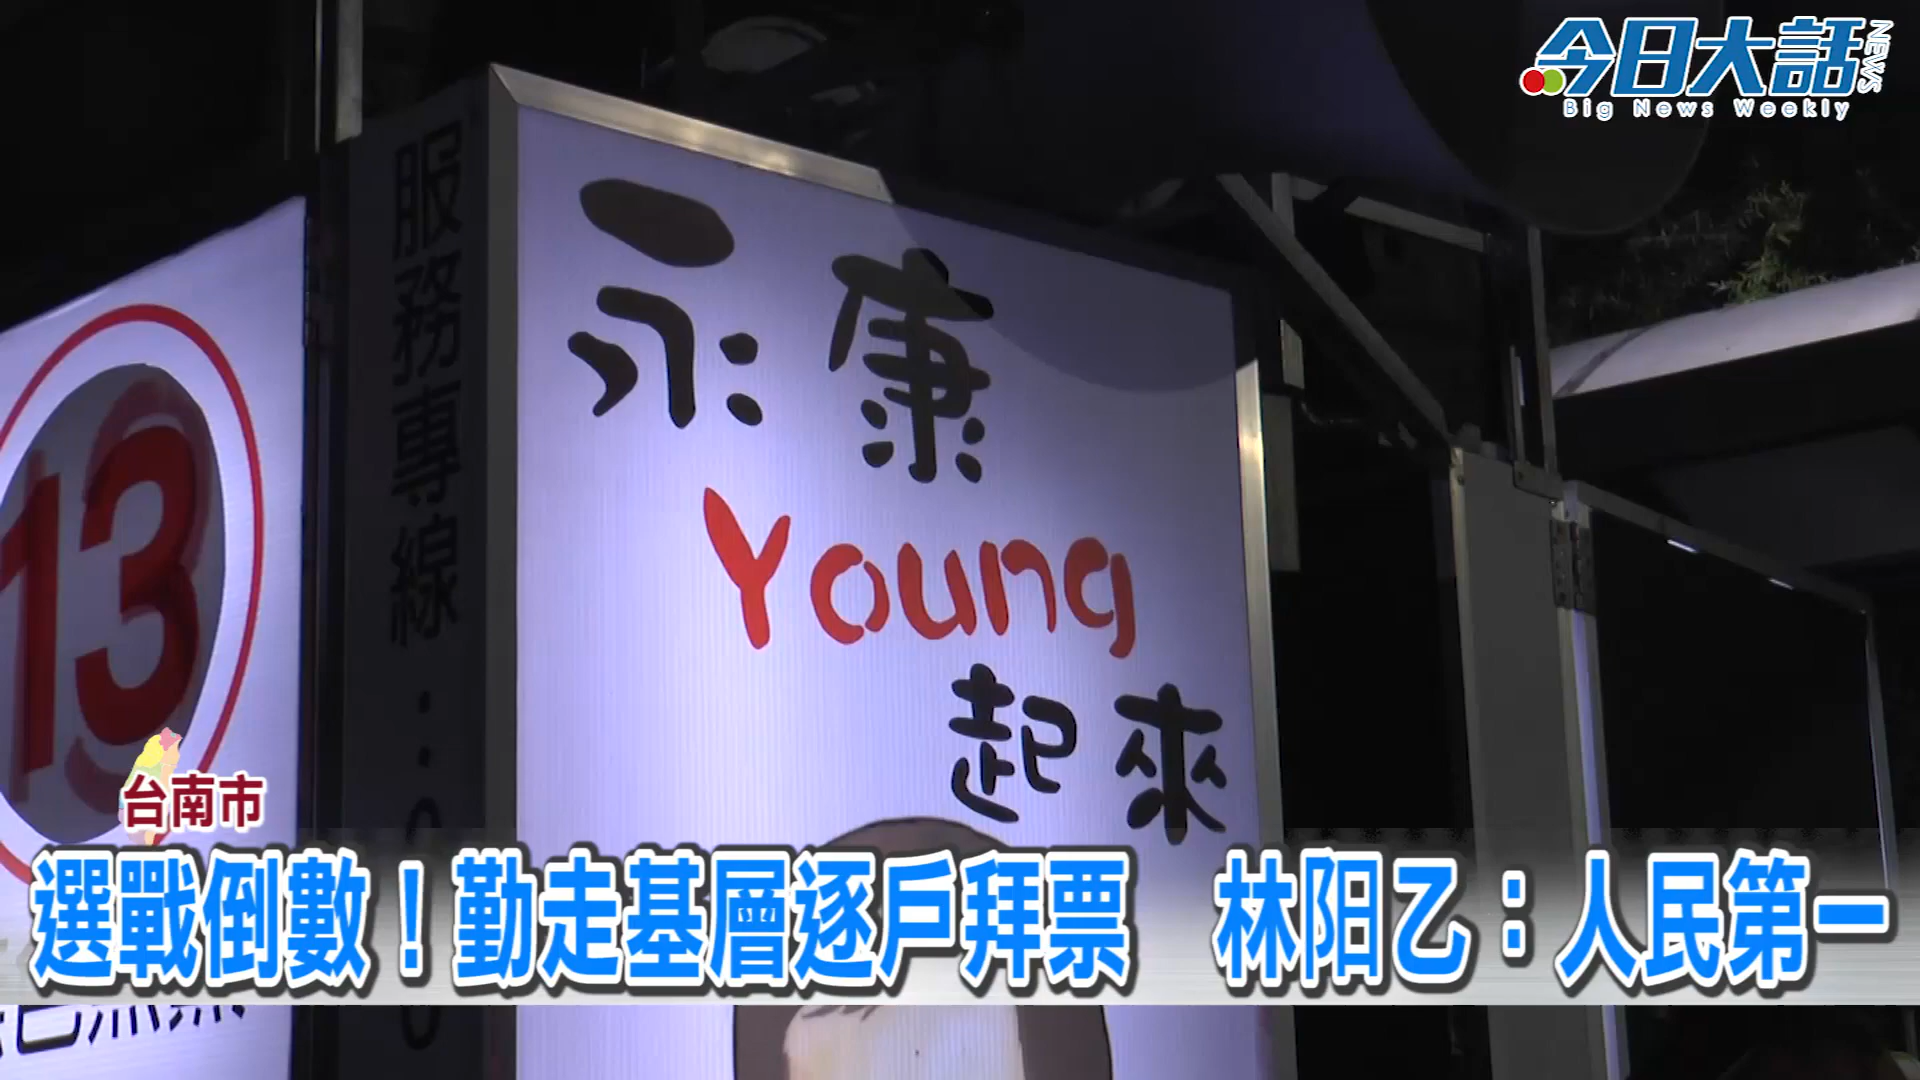 今日大話 NEWS
Big News Weekly
服務專線：0
永康
Young
起來
13
台南市
選戰倒數！勤走基層逐戶拜票 林阳乙：人民第一